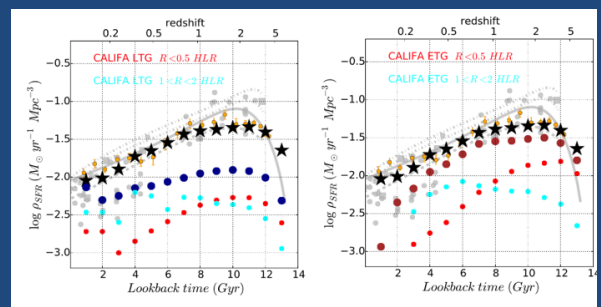 redshift
0.2 0.5 1 2 5
CALIFA LTG R<0.5 HLR
CALIFA LTG 1<R<2 HLR
log ρSFR (M⊙ yr⁻¹ Mpc⁻³)
−0.5
−1.0
−1.5
−2.0
−2.5
−3.0
2 4 6 8 10 12 14
Lookback time (Gyr)
redshift
0.2 0.5 1 2 5
CALIFA ETG R<0.5 HLR
CALIFA ETG 1<R<2 HLR
log ρSFR (M⊙ yr⁻¹ Mpc⁻³)
−0.5
−1.0
−1.5
−2.0
−2.5
−3.0
2 4 6 8 10 12 14
Lookback time (Gyr)